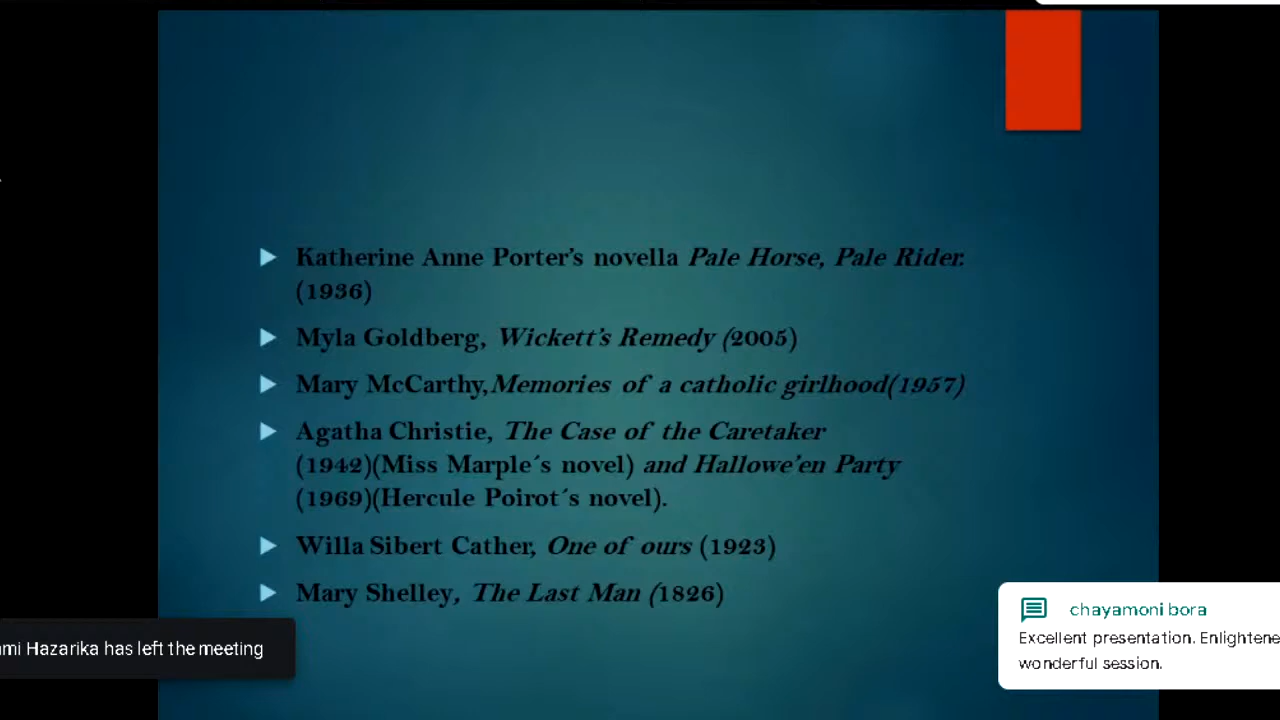 Katherine Anne Porter's novella Pale Horse, Pale Rider.
(1936)
Myla Goldberg, Wickett's Remedy (2005)
Mary McCarthy,Memories of a catholic girlhood(1957)
Agatha Christie, The Case of the Caretaker
(1942)(Miss Marple´s novel) and Hallowe'en Party
(1969)(Hercule Poirot´s novel).
Willa Sibert Cather, One of ours (1923)
Mary Shelley, The Last Man (1826)
mi Hazarika has left the meeting
chayamoni bora
Excellent presentation. Enlightene
wonderful session.